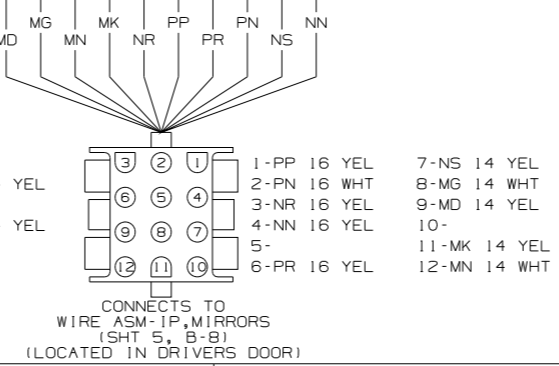 MG MK PP PN NN
MD MN NR PR NS
3 2 1
6 5 4
9 8 7
12 11 10
YEL
YEL
1-PP 16 YEL 7-NS 14 YEL
2-PN 16 WHT 8-MG 14 WHT
3-NR 16 YEL 9-MD 14 YEL
4-NN 16 YEL 10-
5- 11-MK 14 YEL
6-PR 16 YEL 12-MN 14 WHT
CONNECTS TO
WIRE ASM-IP,MIRRORS
(SHT 5, B-8)
(LOCATED IN DRIVERS DOOR)